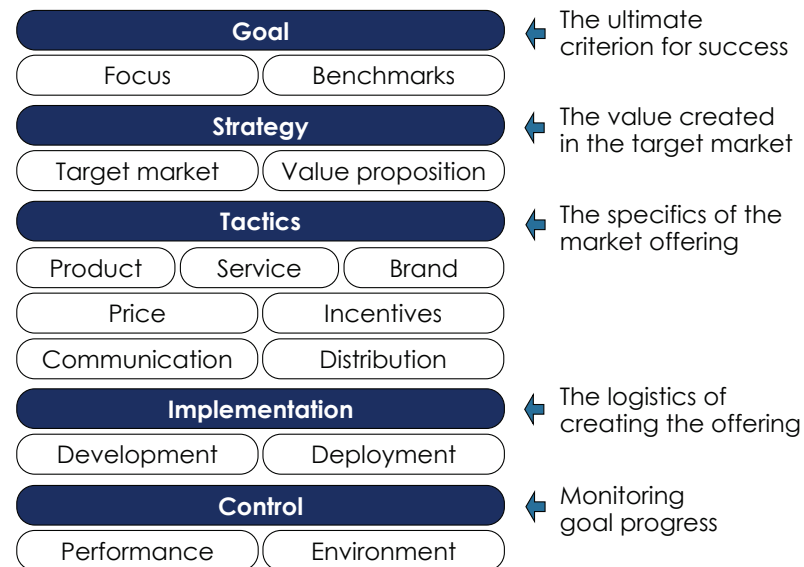 Goal
The ultimate
criterion for success
Focus
Benchmarks
Strategy
The value created
in the target market
Target market
Value proposition
Tactics
The specifics of the
market offering
Product
Service
Brand
Price
Incentives
Communication
Distribution
Implementation
The logistics of
creating the offering
Development
Deployment
Control
Monitoring
goal progress
Performance
Environment